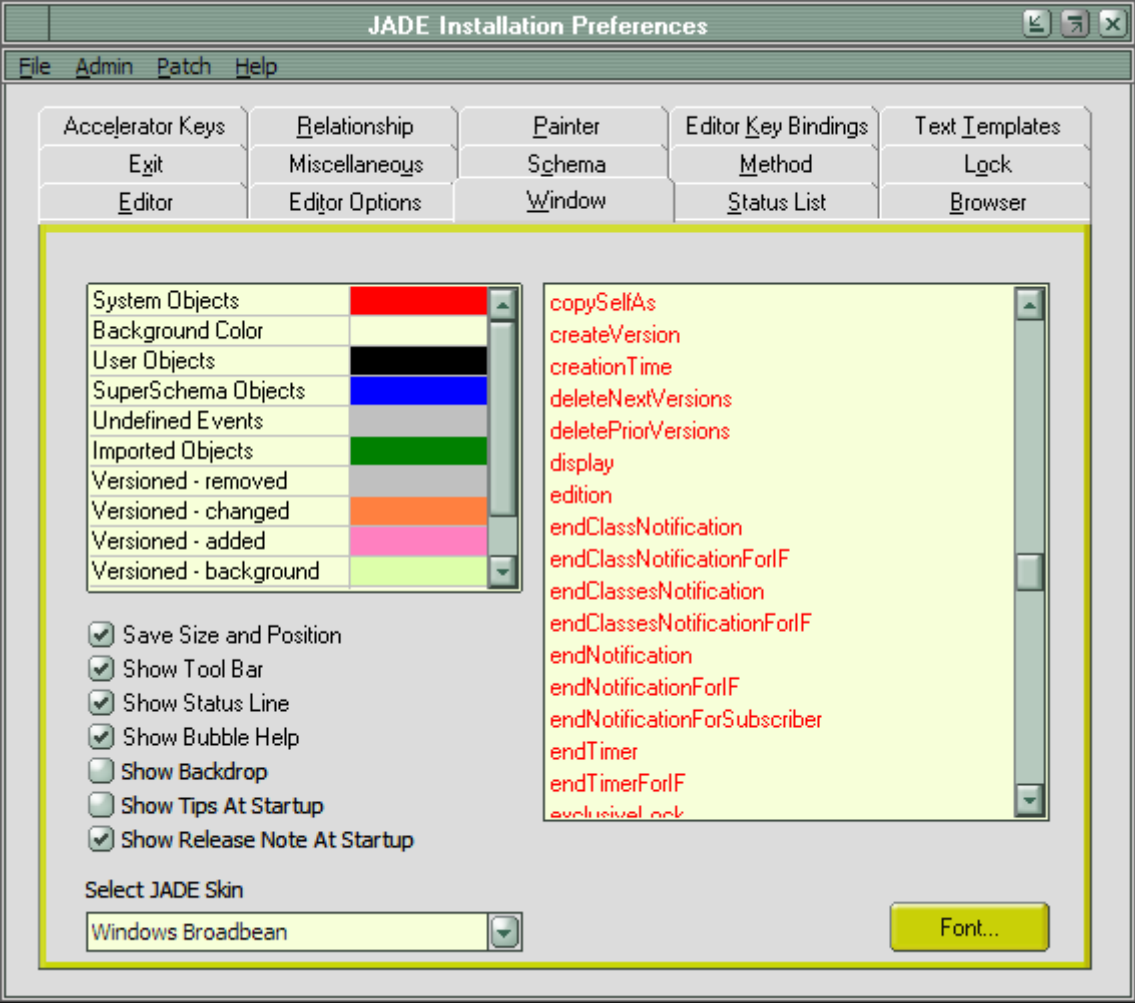 JADE Installation Preferences
File Admin Patch Help
Accelerator Keys Relationship Painter Editor Key Bindings Text Templates
Exit Miscellaneous Schema Method Lock
Editor Editor Options Window Status List Browser
System Objects
Background Color
User Objects
SuperSchema Objects
Undefined Events
Imported Objects
Versioned - removed
Versioned - changed
Versioned - added
Versioned - background
copySelfAs
createVersion
creationTime
deleteNextVersions
deletePriorVersions
display
edition
endClassNotification
endClassNotificationForIF
endClassesNotification
endClassesNotificationForIF
endNotification
endNotificationForIF
endNotificationForSubscriber
endTimer
endTimerForIF
exclusiveLock
Save Size and Position
Show Tool Bar
Show Status Line
Show Bubble Help
Show Backdrop
Show Tips At Startup
Show Release Note At Startup
Select JADE Skin
Windows Broadbean
Font...